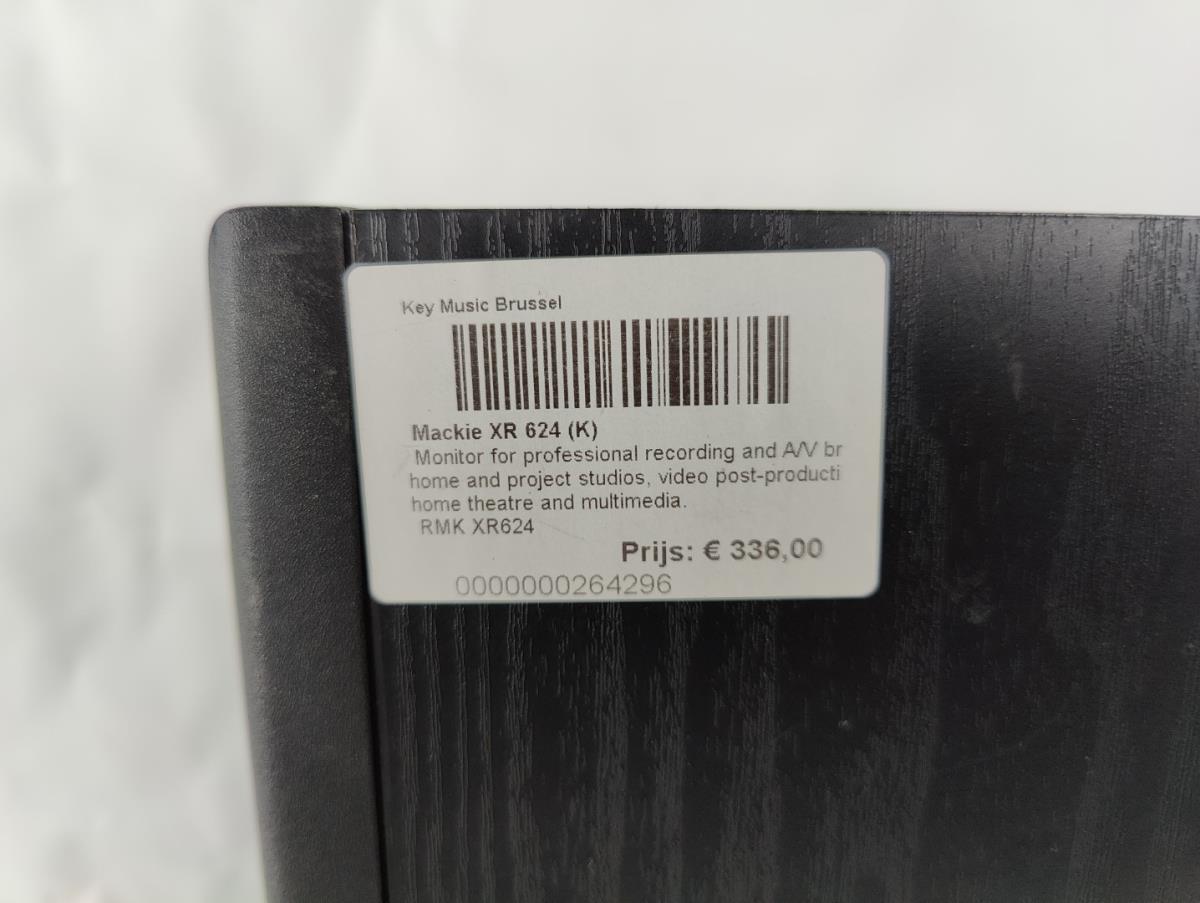 Key Music Brussel
Mackie XR 624 (K)
Monitor for professional recording and A/V br
home and project studios, video post-producti
home theatre and multimedia.
RMK XR624
Prijs: € 336,00
0000000264296